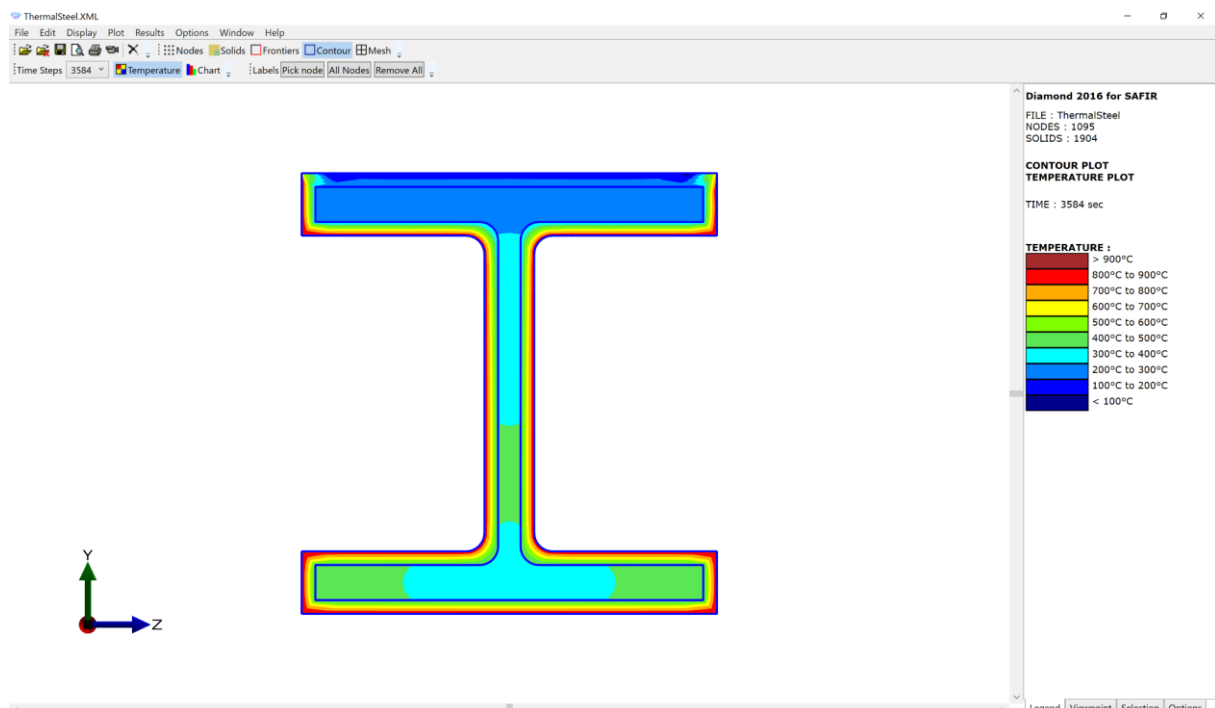 ThermalSteel.XML
File Edit Display Plot Results Options Window Help
Nodes Solids Frontiers Contour Mesh
Time Steps 3584 Temperature Chart Labels Pick node All Nodes Remove All
Diamond 2016 for SAFIR
FILE : ThermalSteel
NODES : 1095
SOLIDS : 1904
CONTOUR PLOT
TEMPERATURE PLOT
TIME : 3584 sec
TEMPERATURE :
> 900°C
800°C to 900°C
700°C to 800°C
600°C to 700°C
500°C to 600°C
400°C to 500°C
300°C to 400°C
200°C to 300°C
100°C to 200°C
< 100°C
Y
Z
Legend Viewpoint Selection Options